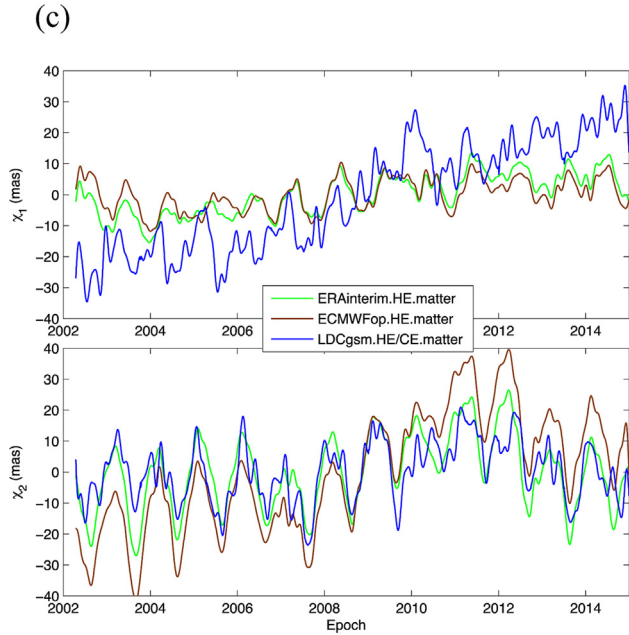 (c)
40
30
20
10
0
−10
−20
−30
−40
χ1 (mas)
2002 2004 2006 2008 2010 2012 2014
ERAinterim.HE.matter
ECMWFop.HE.matter
LDCgsm.HE/CE.matter
40
30
20
10
0
−10
−20
−30
−40
χ2 (mas)
2002 2004 2006 2008 2010 2012 2014
Epoch